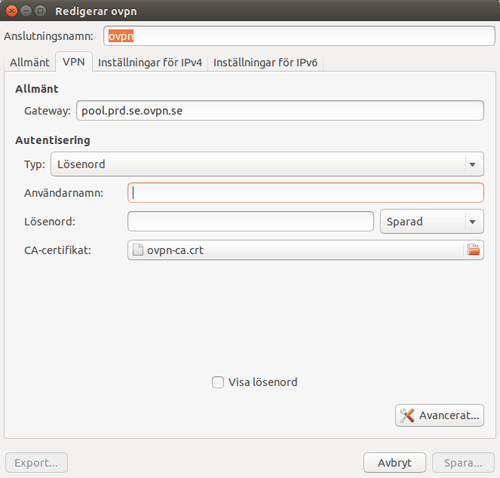 Redigerar ovpn
Anslutningsnamn: ovpn
Allmänt VPN Inställningar för IPv4 Inställningar för IPv6
Allmänt
Gateway: pool.prd.se.ovpn.se
Autentisering
Typ: Lösenord
Användarnamn:
Lösenord: Sparad
CA-certifikat: ovpn-ca.crt
Visa lösenord
Avancerat...
Export... Avbryt Spara...